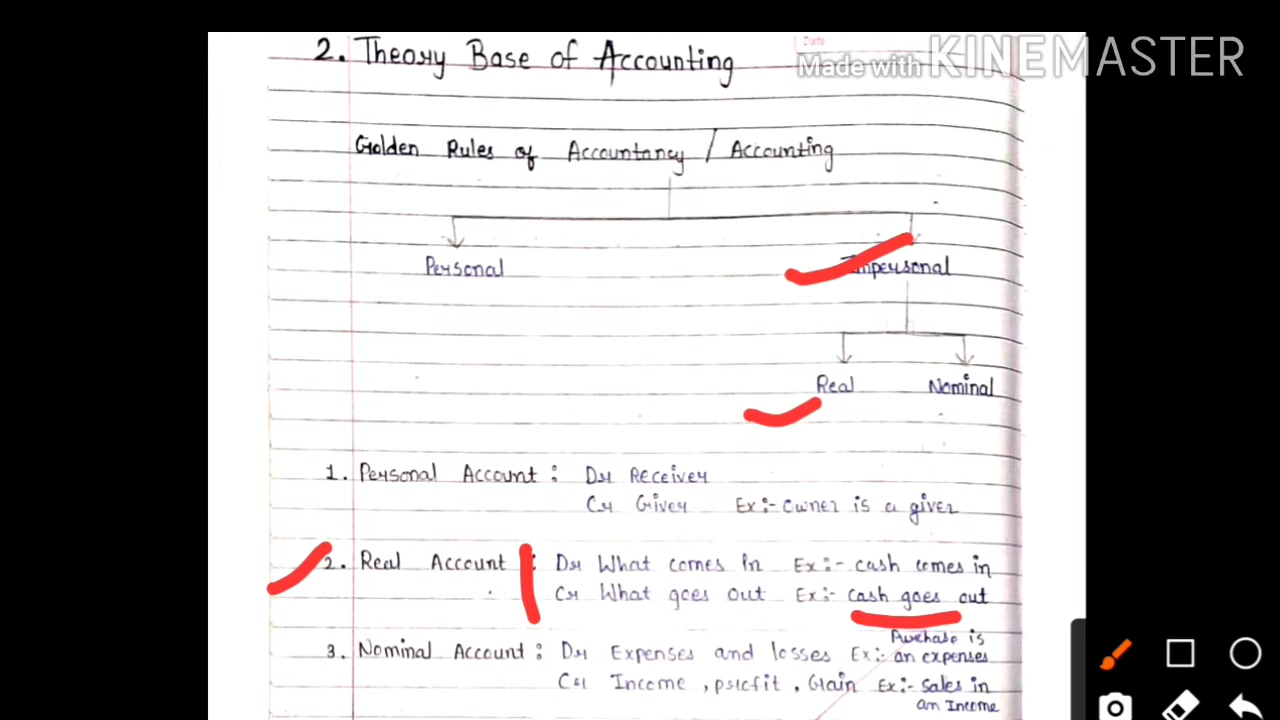 Date
Made with KINEMASTER
2. Theory Base of Accounting
Golden Rules of Accountancy / Accounting
Personal
Impersonal
Real Nominal
1. Personal Account : Dr Receiver
Cr Giver Ex:- owner is a giver
2. Real Account : Dr What comes in Ex:- cash comes in
Cr What goes out Ex:- cash goes out
3. Nominal Account : Dr Expenses and losses Ex:- Purchase is an expenses
Cr Income , profit , Gain Ex:- Sales in an Income